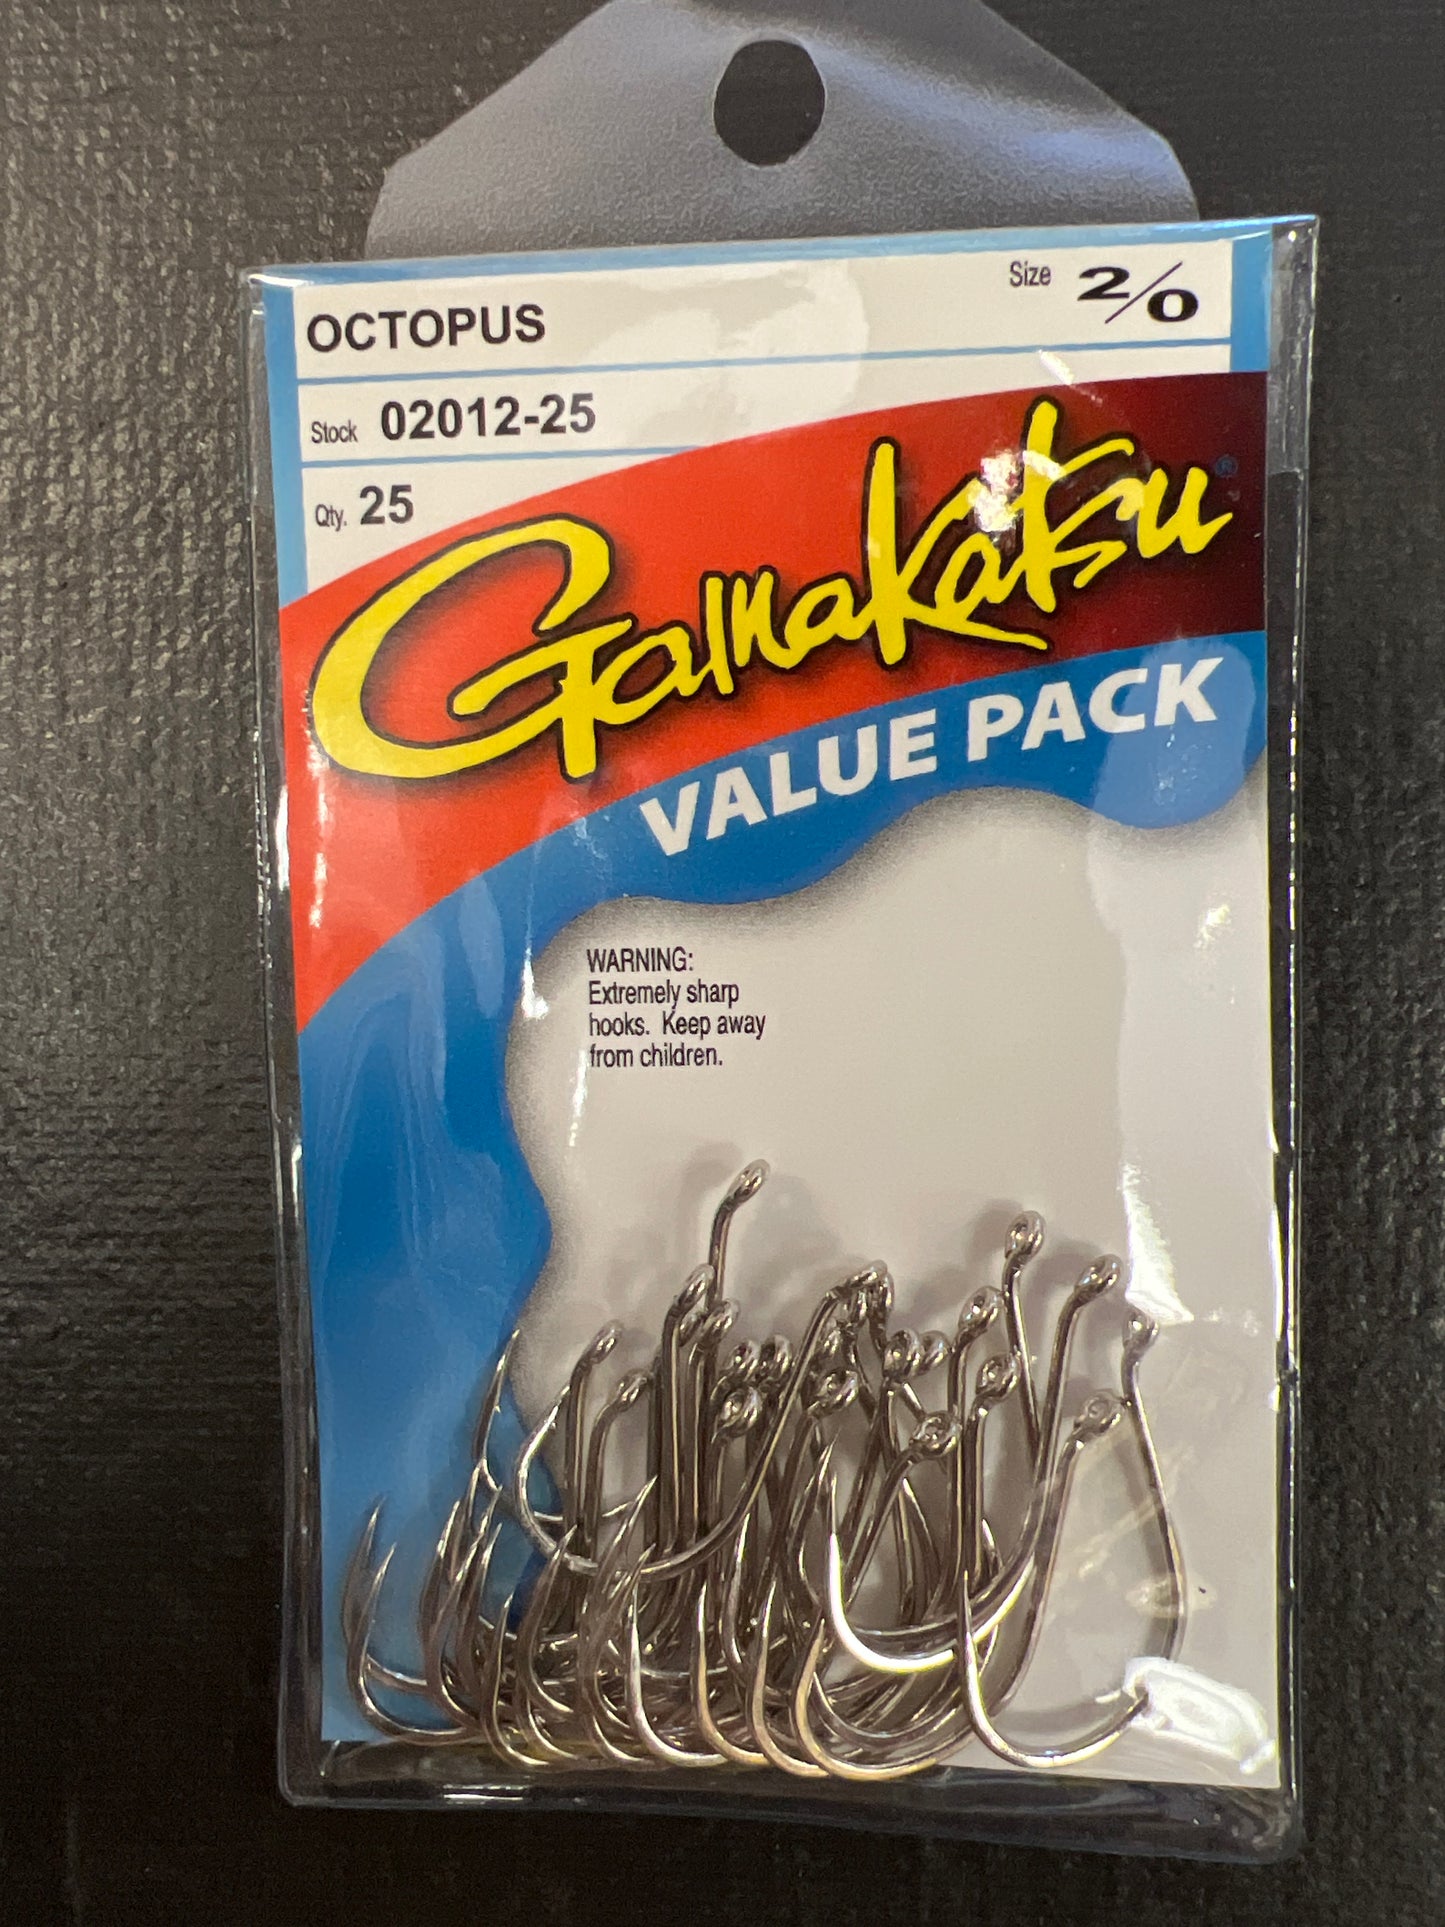 OCTOPUS
Size 2/0
Stock 02012-25
Qty. 25
Gamakatsu®
VALUE PACK
WARNING:
Extremely sharp
hooks. Keep away
from children.